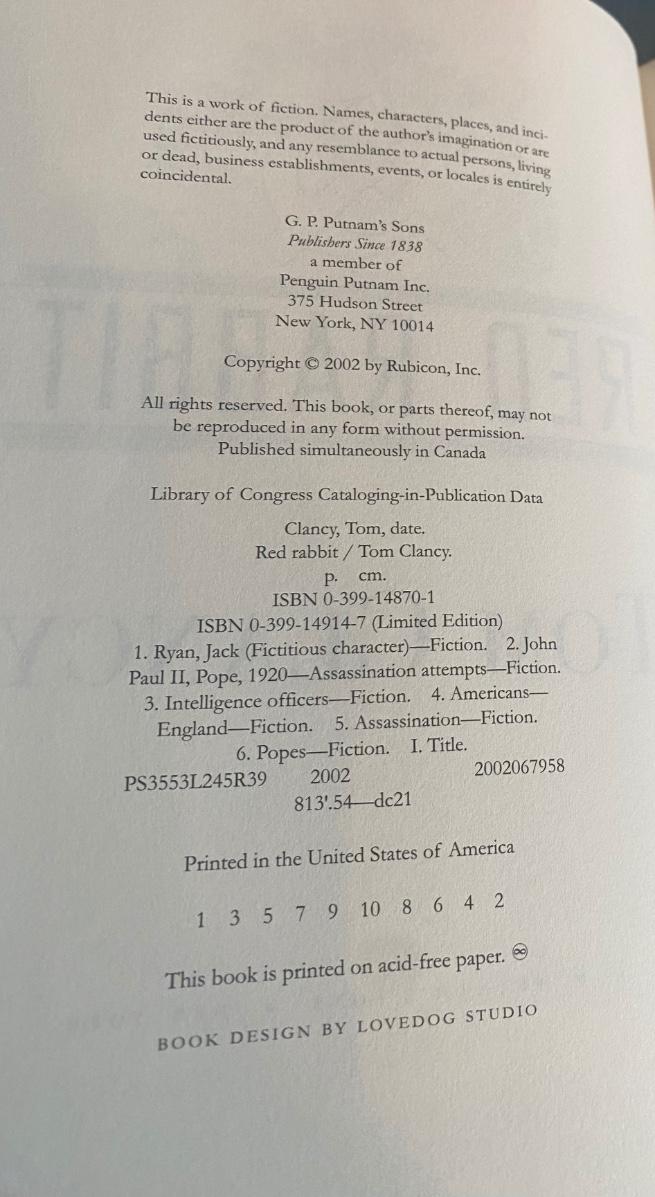 This is a work of fiction. Names, characters, places, and inci-
dents either are the product of the author's imagination or are
used fictitiously, and any resemblance to actual persons, living
or dead, business establishments, events, or locales is entirely
coincidental.
G. P. Putnam's Sons
Publishers Since 1838
a member of
Penguin Putnam Inc.
375 Hudson Street
New York, NY 10014
Copyright © 2002 by Rubicon, Inc.
All rights reserved. This book, or parts thereof, may not
be reproduced in any form without permission.
Published simultaneously in Canada
Library of Congress Cataloging-in-Publication Data
Clancy, Tom, date.
Red rabbit / Tom Clancy.
p. cm.
ISBN 0-399-14870-1
ISBN 0-399-14914-7 (Limited Edition)
1. Ryan, Jack (Fictitious character)—Fiction. 2. John
Paul II, Pope, 1920—Assassination attempts—Fiction.
3. Intelligence officers—Fiction. 4. Americans—
England—Fiction. 5. Assassination—Fiction.
6. Popes—Fiction. I. Title.
PS3553L245R39 2002 2002067958
813'.54—dc21
Printed in the United States of America
1 3 5 7 9 10 8 6 4 2
This book is printed on acid-free paper. ♾
BOOK DESIGN BY LOVEDOG STUDIO